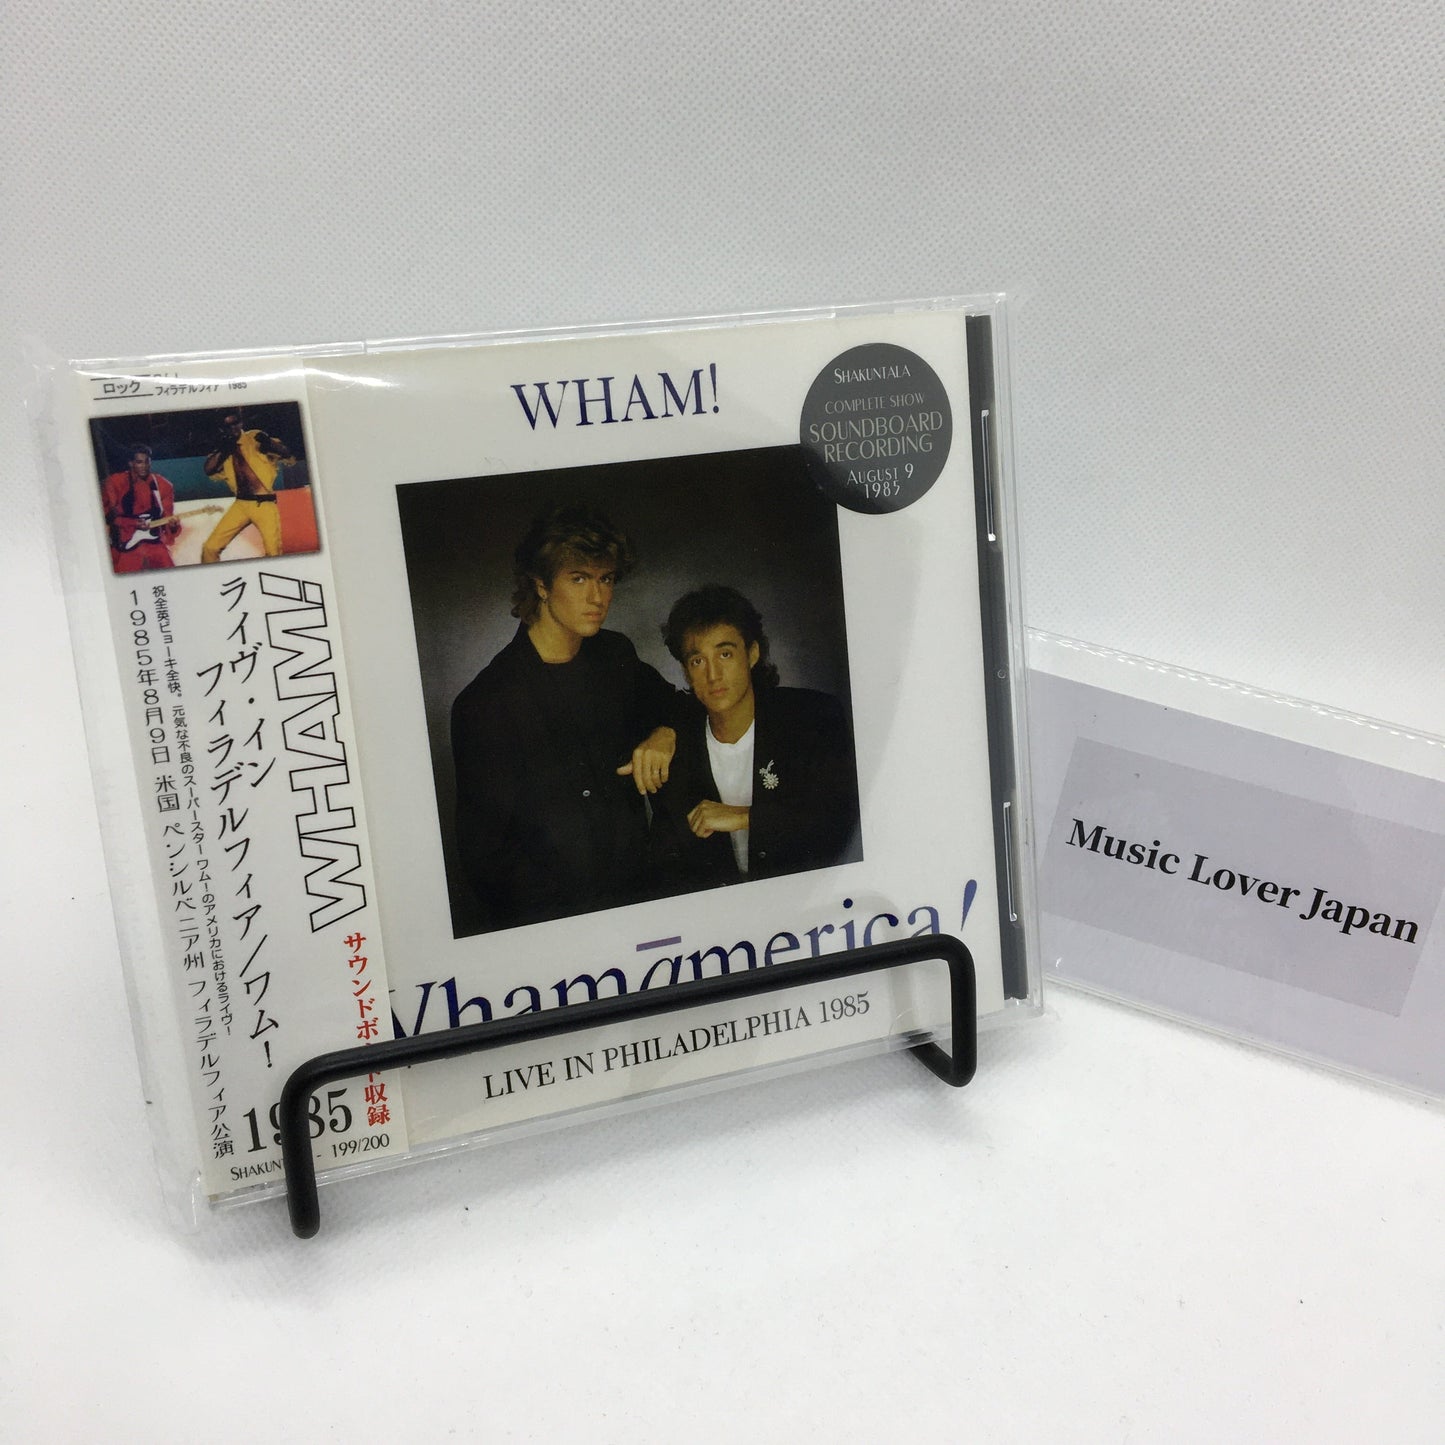 ロック
フィラデルフィア 1985
WHAM!
ライヴ・イン
フィラデルフィア/ワム!
祝全英ビョーキ全快。元気な不良のスーパースターワム!のアメリカにおけるライヴ!
1985年8月9日 米国 ペンシルベニア州 フィラデルフィア公演
サウンドボード収録
1985
199/200
WHAM!
SHAKUNTALA
COMPLETE SHOW
SOUNDBOARD
RECORDING
AUGUST 9
1985
Whamāmerica!
LIVE IN PHILADELPHIA 1985
Music Lover Japan